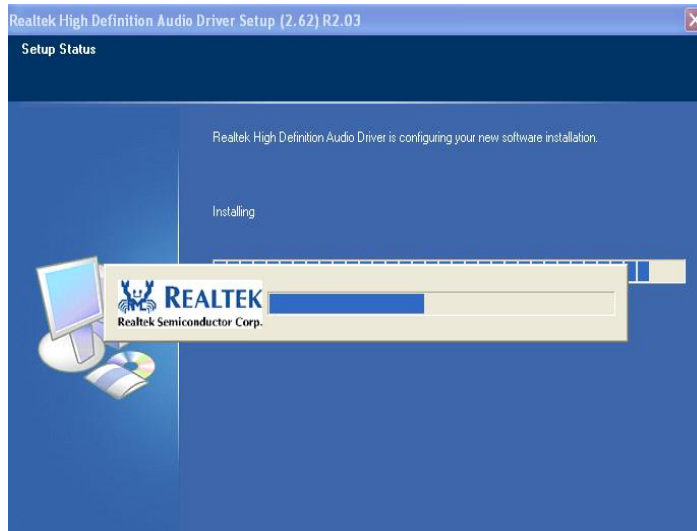 Realtek High Definition Audio Driver Setup (2.62) R2.03
Setup Status
Realtek High Definition Audio Driver is configuring your new software installation.
Installing
REALTEK
Realtek Semiconductor Corp.